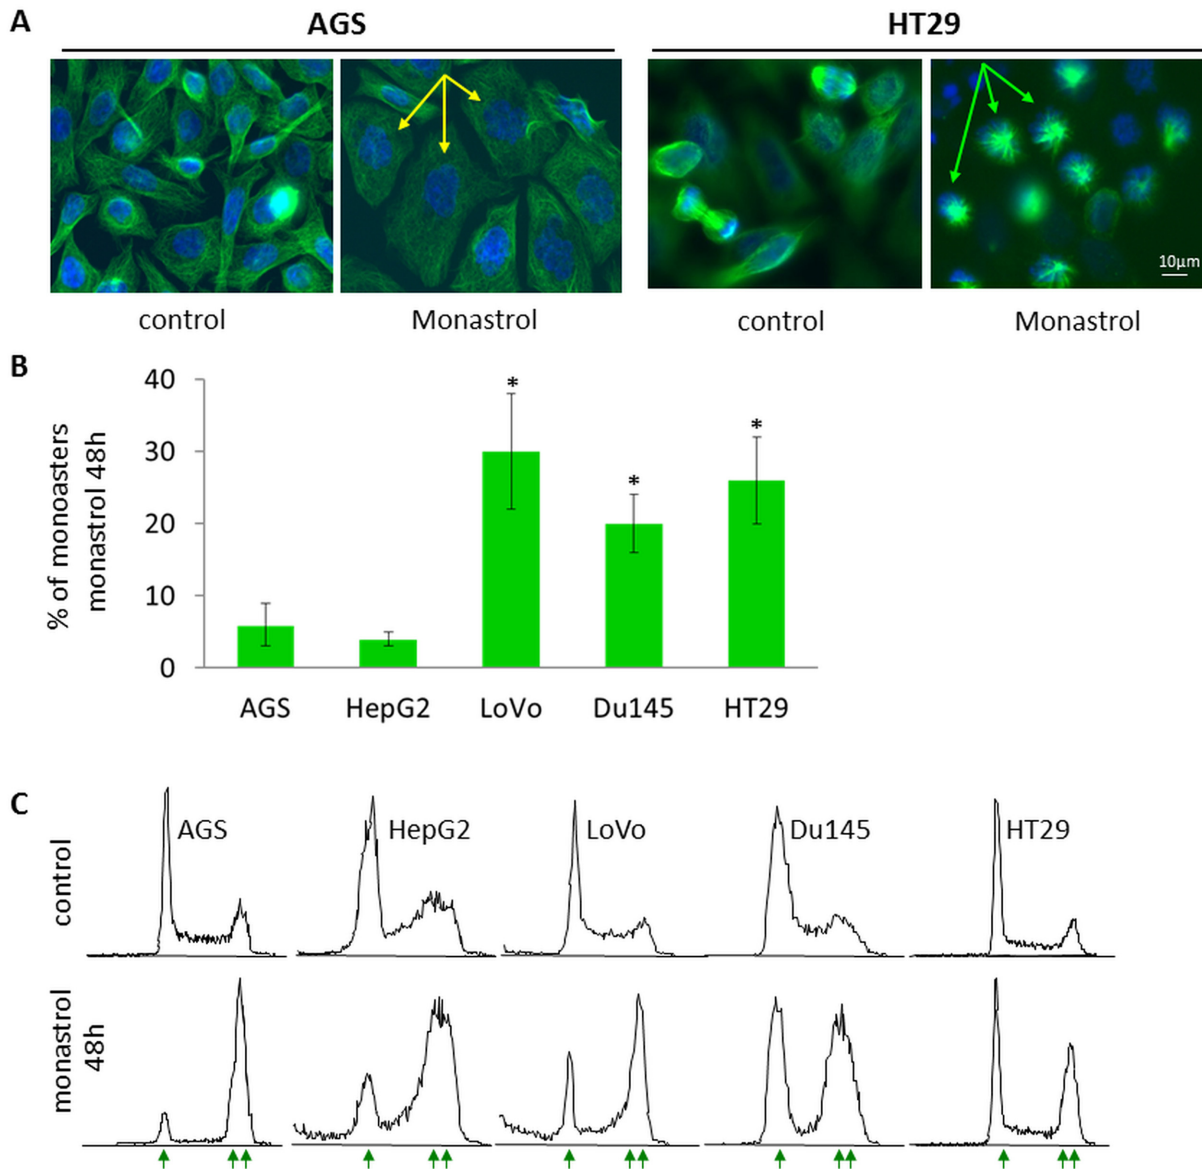 A
AGS
HT29
10µm
control
Monastrol
control
Monastrol
B
% of monoasters
monastrol 48h
40
30
20
10
0
*
*
*
AGS
HepG2
LoVo
Du145
HT29
C
control
AGS
HepG2
LoVo
Du145
HT29
monastrol
48h